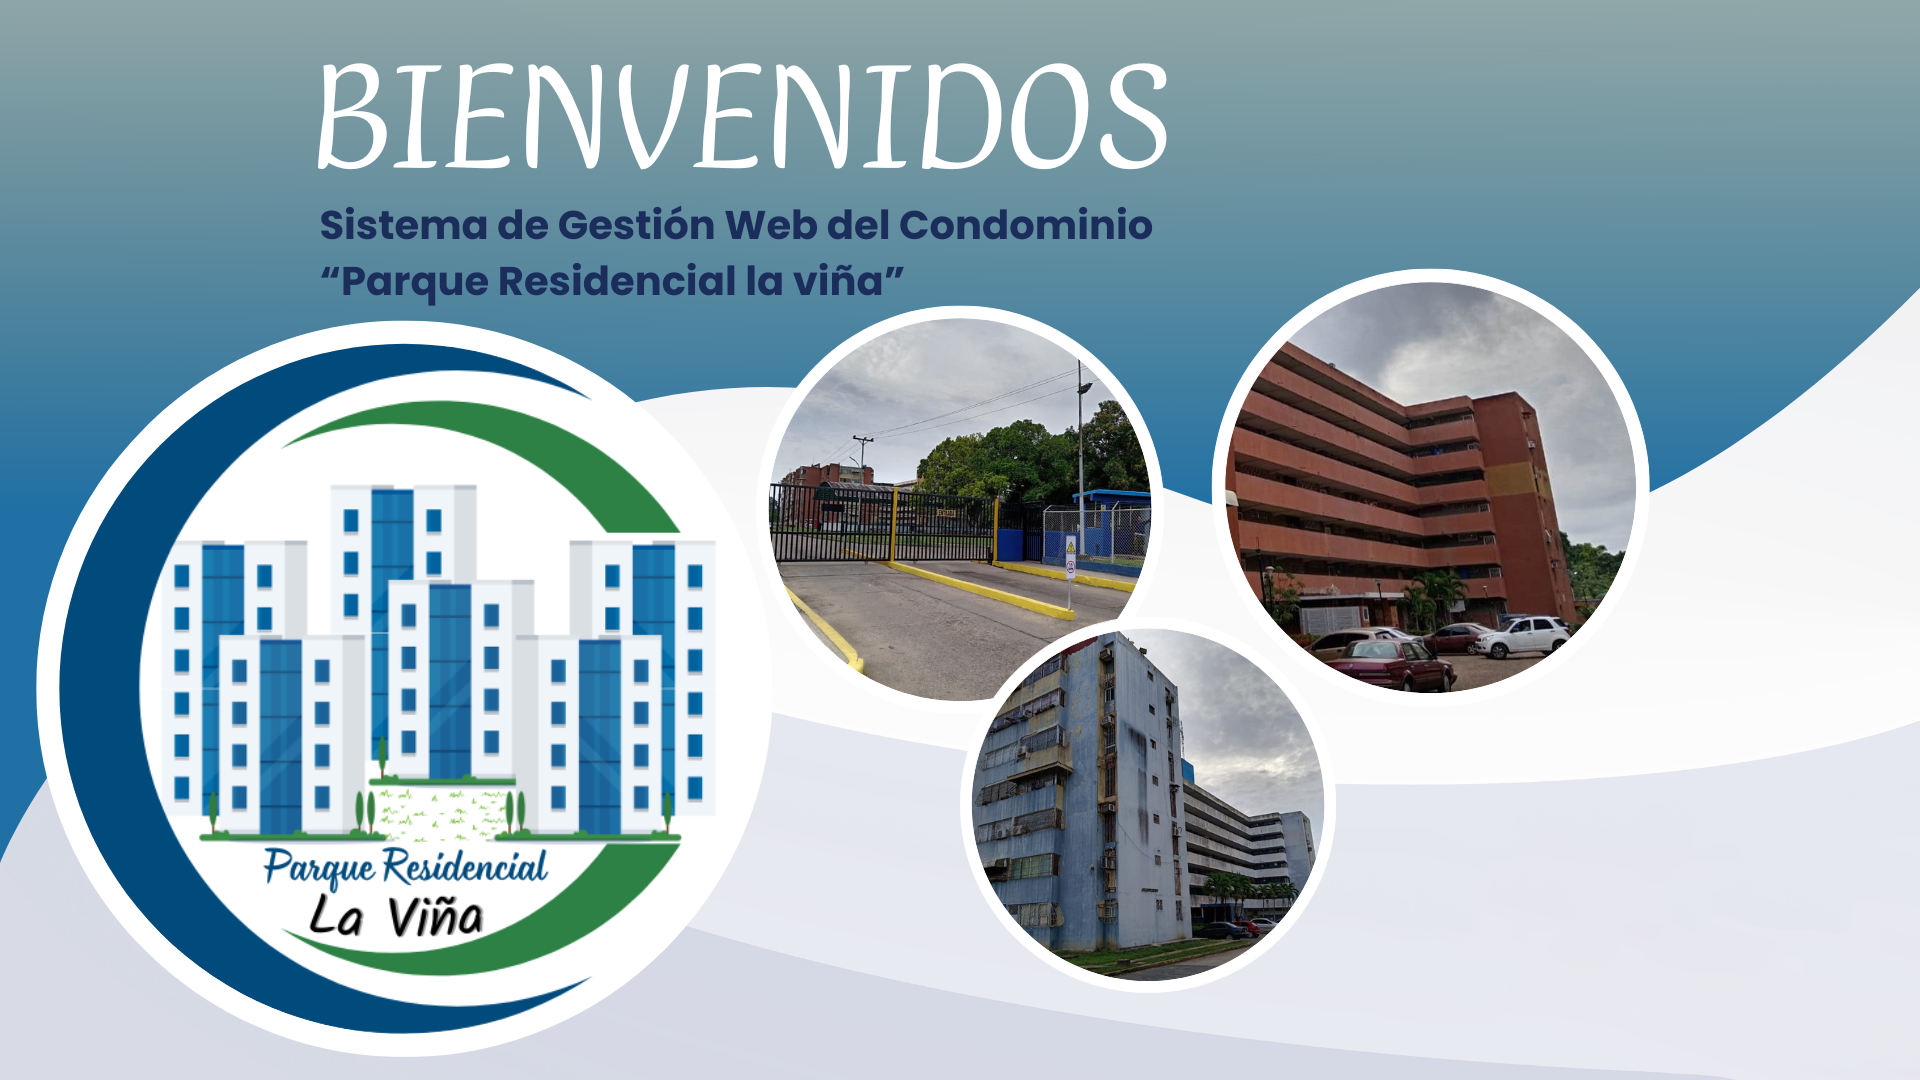 BIENVENIDOS
Sistema de Gestión Web del Condominio
“Parque Residencial la viña”
Parque Residencial
La Viña